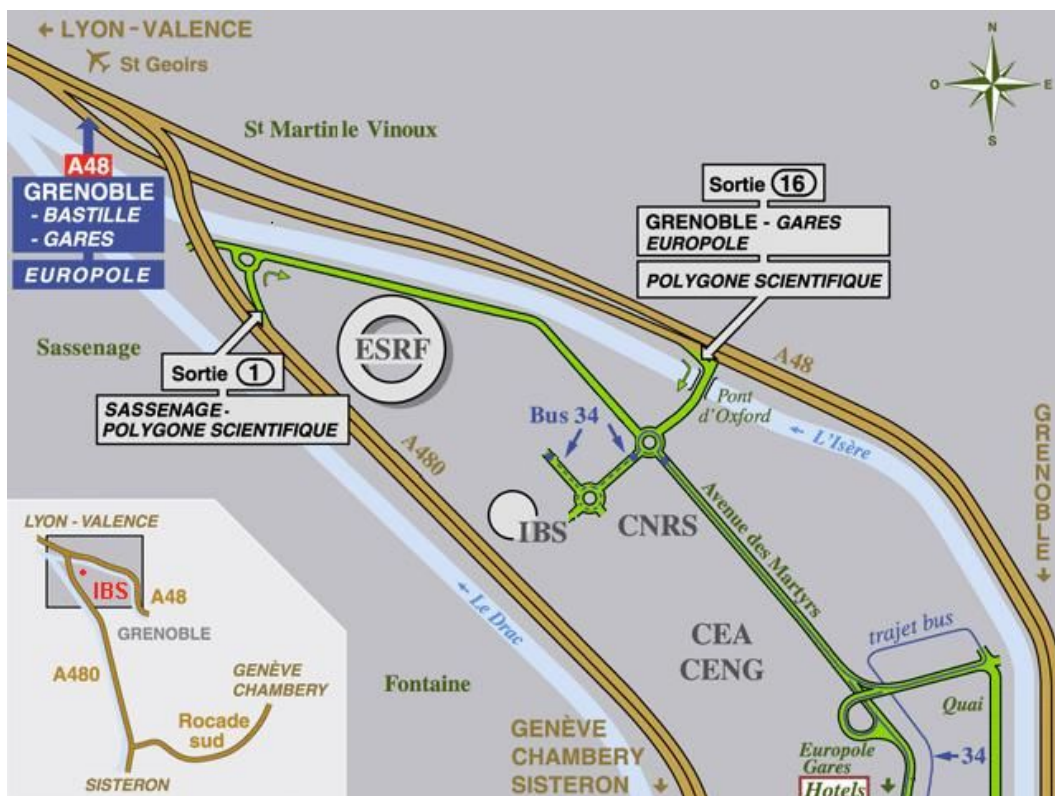 ← LYON-VALENCE
St Geoirs
N
O
E
S
St Martin le Vinoux
A48
GRENOBLE
- BASTILLE
- GARES
EUROPOLE
Sortie 16
GRENOBLE - GARES
EUROPOLE
POLYGONE SCIENTIFIQUE
Sassenage
ESRF
Sortie 1
SASSENAGE-
POLYGONE SCIENTIFIQUE
A48
Pont
d'Oxford
Bus 34
← L'Isère
A480
GRENOBLE
IBS
CNRS
Avenue des Martyrs
LYON - VALENCE
IBS
A48
GRENOBLE
A480
GENÈVE
CHAMBERY
Rocade
sud
SISTERON
← Le Drac
CEA
CENG
trajet bus
Fontaine
Quai
GENÈVE
CHAMBERY
SISTERON
Europole
Gares
Hotels
←34